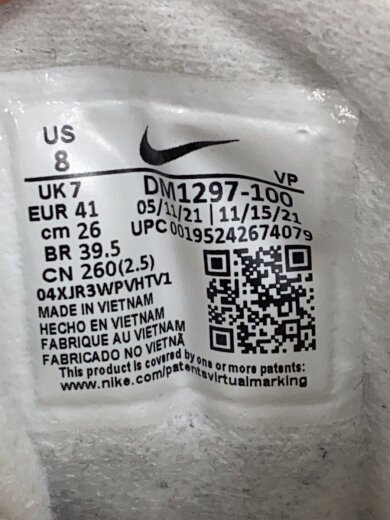 US
8
VP
UK 7
DM1297-100
EUR 41
05/11/21 | 11/15/21
cm 26
UPC 00195242674079
BR 39.5
CN 260(2.5)
04XJR3WPVHTV1
MADE IN VIETNAM
HECHO EN VIETNAM
FABRIQUE AU VIETNAM
FABRICADO NO VIETNÃ
This product is covered by one or more patents:
www.nike.com/patentsvirtualmarking